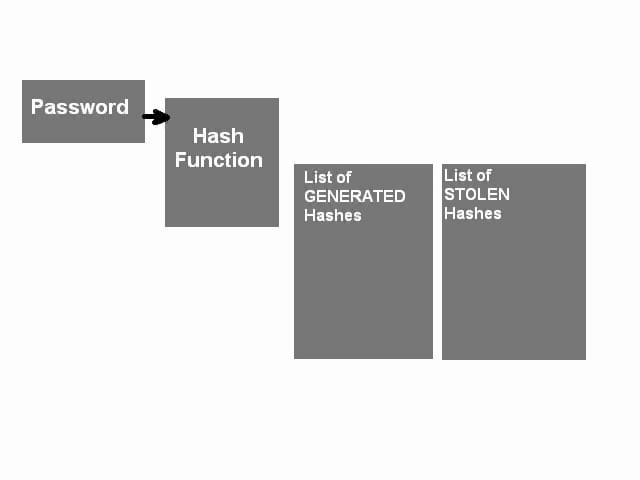 Password
Hash
Function
List of
GENERATED
Hashes
List of
STOLEN
Hashes